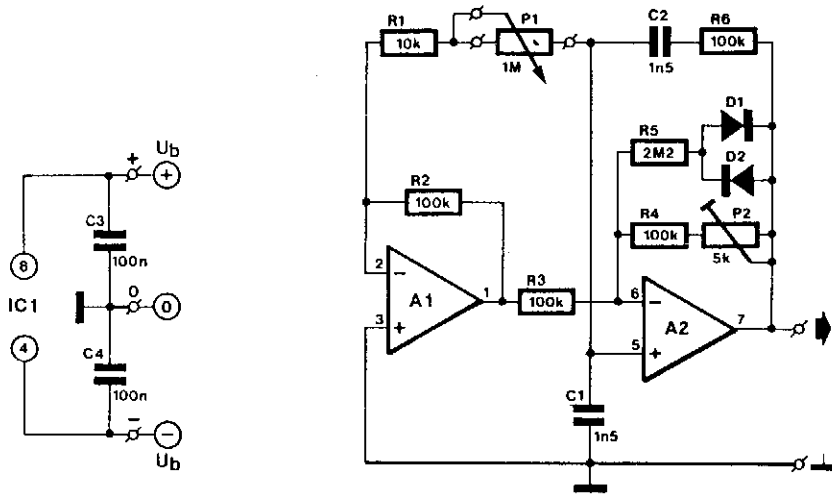 U_b
+
+
8
C3
100n
IC1
0
0
4
C4
100n
−
−
U_b
R1
10k
P1
1M
C2
1n5
R6
100k
D1
R5
2M2
D2
R2
100k
R4
100k
P2
5k
2
−
A1
1
3
+
R3
100k
6
−
A2
7
5
+
C1
1n5